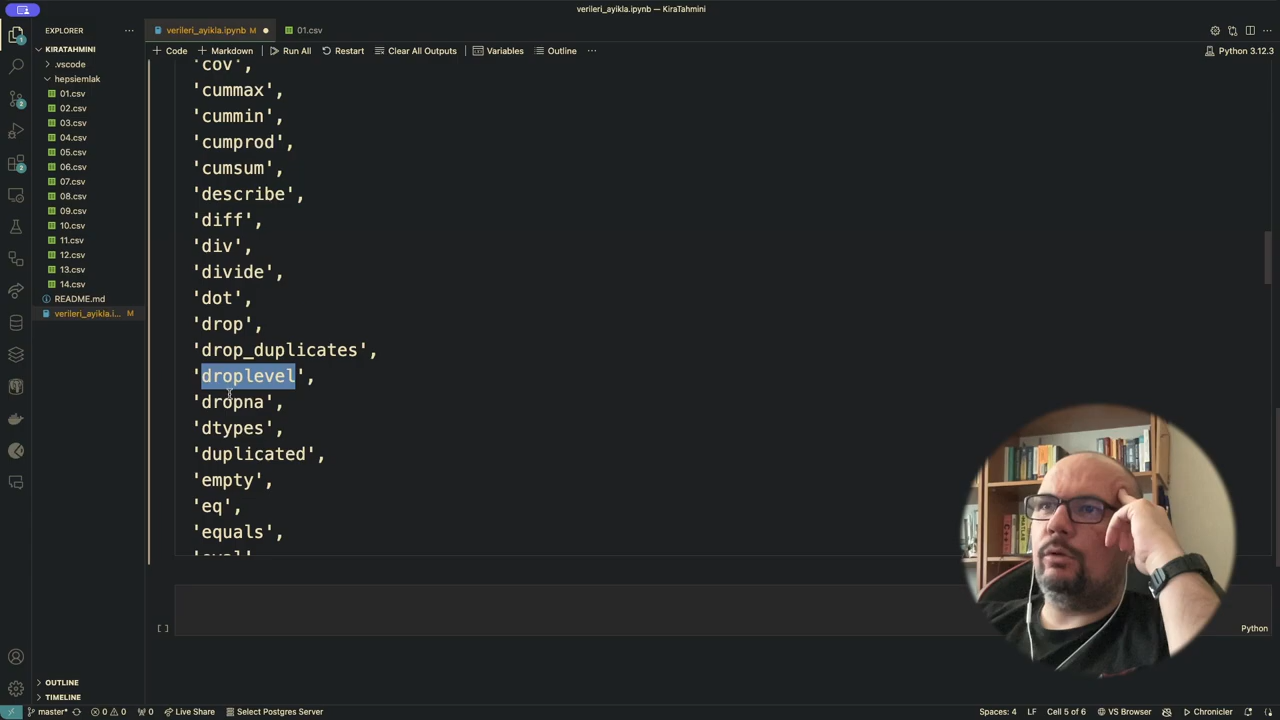 verileri_ayikla.ipynb — KiraTahmini
EXPLORER
verileri_ayikla.ipynb M
01.csv
KIRATAHMINI
.vscode
hepsiemlak
01.csv
02.csv
03.csv
04.csv
05.csv
06.csv
07.csv
08.csv
09.csv
10.csv
11.csv
12.csv
13.csv
14.csv
README.md
verileri_ayikla.i... M
OUTLINE
TIMELINE
+ Code + Markdown Run All Restart Clear All Outputs Variables Outline ...
Python 3.12.3
'cov',
'cummax',
'cummin',
'cumprod',
'cumsum',
'describe',
'diff',
'div',
'divide',
'dot',
'drop',
'drop_duplicates',
'droplevel',
'dropna',
'dtypes',
'duplicated',
'empty',
'eq',
'equals',
[ ]
Python
master* 0 0 0 Live Share Select Postgres Server
Spaces: 4 LF Cell 5 of 6 VS Browser Chronicler